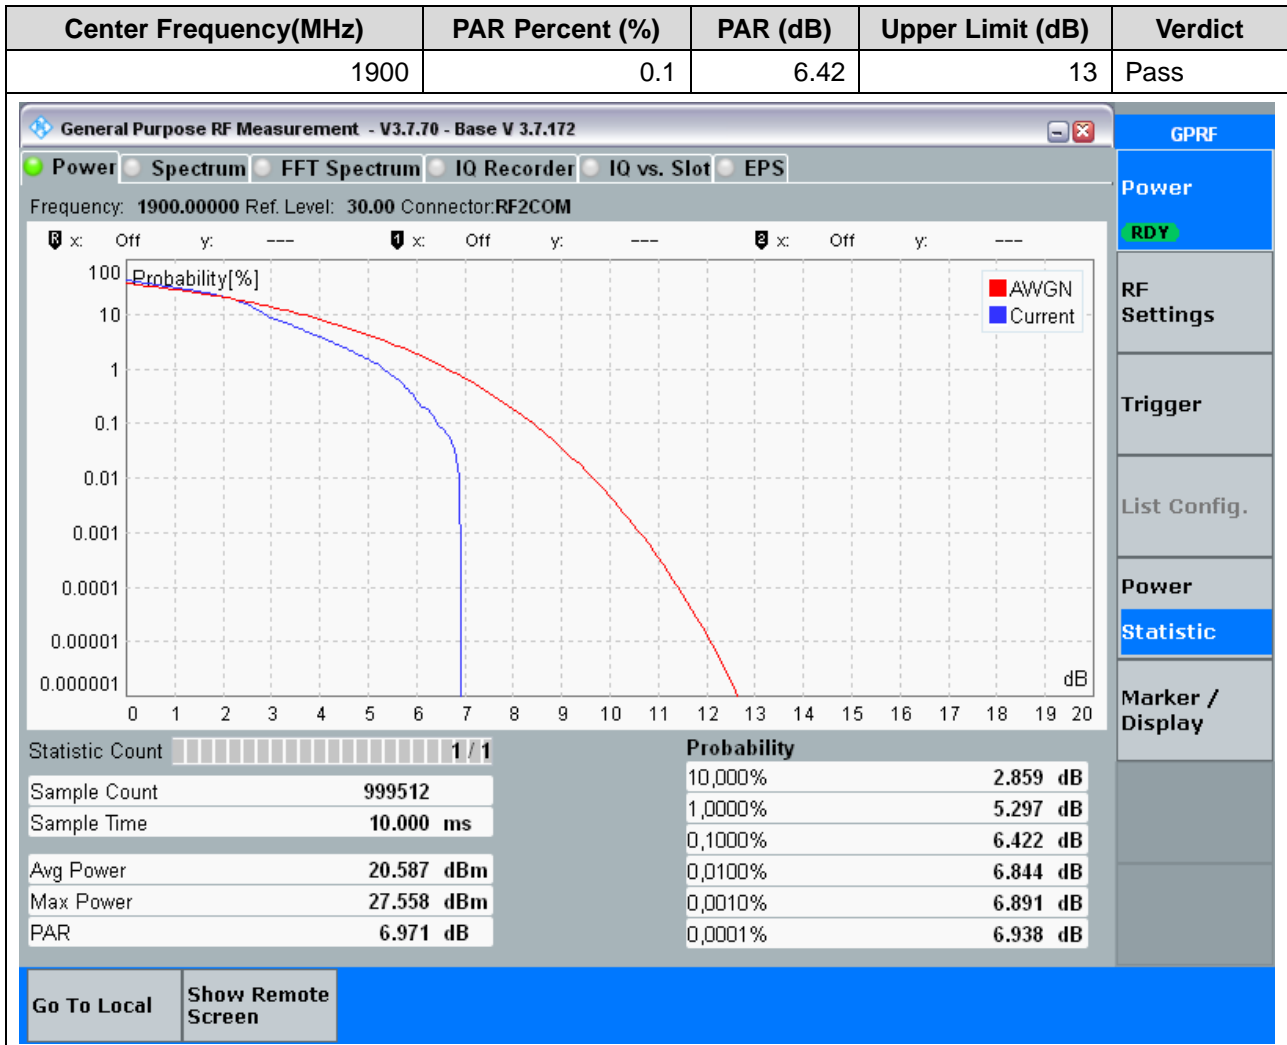 Center Frequency(MHz) PAR Percent (%) PAR (dB) Upper Limit (dB) Verdict
1900 0.1 6.42 13 Pass
General Purpose RF Measurement - V3.7.70 - Base V 3.7.172
GPRF
Power Spectrum FFT Spectrum IQ Recorder IQ vs. Slot EPS
Power
RDY
Frequency: 1900.00000 Ref. Level: 30.00 Connector:RF2COM
R x: Off y: --- 1 x: Off y: --- 2 x: Off y: ---
Probability[%]
AWGN
Current
100
10
1
0.1
0.01
0.001
0.0001
0.00001
0.000001
dB
0 1 2 3 4 5 6 7 8 9 10 11 12 13 14 15 16 17 18 19 20
RF
Settings
Trigger
List Config.
Power
Statistic
Marker /
Display
Statistic Count 1 / 1
Sample Count 999512
Sample Time 10.000 ms
Avg Power 20.587 dBm
Max Power 27.558 dBm
PAR 6.971 dB
Probability
10,000% 2.859 dB
1,0000% 5.297 dB
0,1000% 6.422 dB
0,0100% 6.844 dB
0,0010% 6.891 dB
0,0001% 6.938 dB
Go To Local
Show Remote
Screen